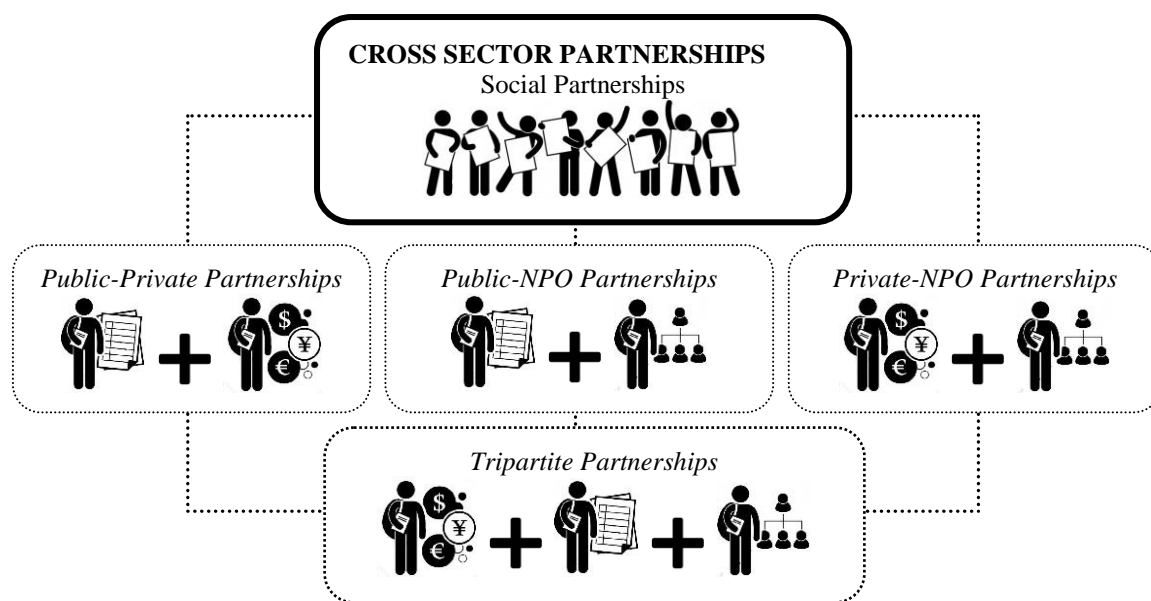 CROSS SECTOR PARTNERSHIPS
Social Partnerships
Public-Private Partnerships
$
¥
€
Public-NPO Partnerships
Private-NPO Partnerships
$
¥
€
Tripartite Partnerships
$
¥
€